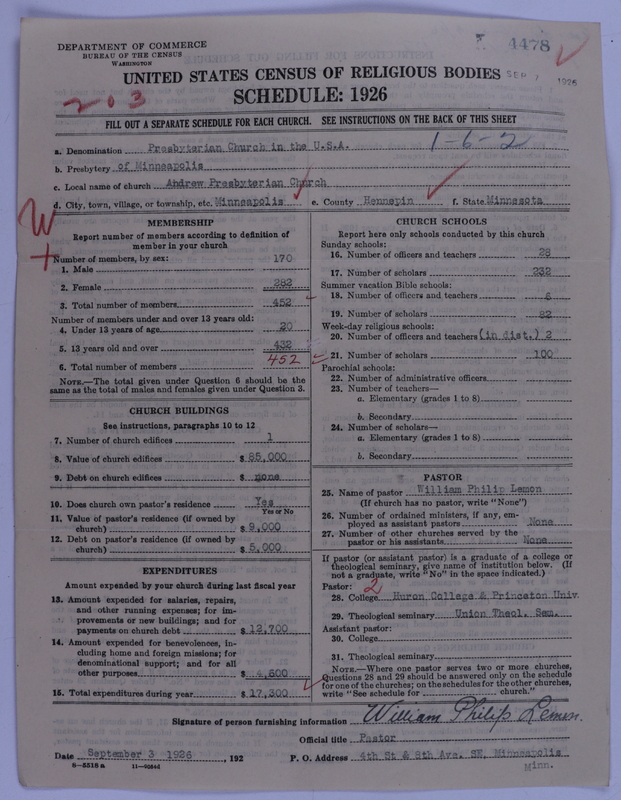 DEPARTMENT OF COMMERCE
BUREAU OF THE CENSUS
WASHINGTON
4478
UNITED STATES CENSUS OF RELIGIOUS BODIES
SEP 7 1926
SCHEDULE: 1926
203
FILL OUT A SEPARATE SCHEDULE FOR EACH CHURCH. SEE INSTRUCTIONS ON THE BACK OF THIS SHEET
1-6-2
a. Denomination Presbyterian Church in the U.S.A.
b. Presbytery of Minneapolis
c. Local name of church Andrew Presbyterian Church
d. City, town, village, or township, etc. Minneapolis e. County Hennepin f. State Minnesota
W
MEMBERSHIP
Report number of members according to definition of
member in your church
Number of members, by sex:
1. Male 170
2. Female 282
3. Total number of members 452
Number of members under and over 13 years old:
4. Under 13 years of age 20
5. 13 years old and over 432
6. Total number of members 452
NOTE.—The total given under Question 6 should be
same as the total of males and females given under Question 3.
CHURCH BUILDINGS
See instructions, paragraphs 10 to 12
7. Number of church edifices 1
8. Value of church edifices $ 85,000
9. Debt on church edifices $ none
10. Does church own pastor's residence Yes
Yes or No
11. Value of pastor's residence (if owned by
church) $ 9,000
12. Debt on pastor's residence (if owned by
church) $ 5,000
EXPENDITURES
Amount expended by your church during last fiscal year
13. Amount expended for salaries, repairs,
and other running expenses; for im-
provements or new buildings; and for
payments on church debt $ 12,700
14. Amount expended for benevolences, in-
cluding home and foreign missions; for
denominational support; and for all
other purposes $ 4,600
15. Total expenditures during year $ 17,300
CHURCH SCHOOLS
Report here only schools conducted by this church
Sunday schools:
16. Number of officers and teachers 28
17. Number of scholars 232
Summer vacation Bible schools:
18. Number of officers and teachers
19. Number of scholars 82
Week-day religious schools:
20. Number of officers and teachers (in dist.) 2
21. Number of scholars 100
Parochial schools:
22. Number of administrative officers
23. Number of teachers—
a. Elementary (grades 1 to 8)
b. Secondary
24. Number of scholars—
a. Elementary (grades 1 to 8)
b. Secondary
PASTOR
25. Name of pastor William Philip Lemon
(If church has no pastor, write "None")
26. Number of ordained ministers, if any, em-
ployed as assistant pastors None
27. Number of other churches served by the
pastor or his assistants None
If pastor (or assistant pastor) is a graduate of a college or
theological seminary, give name of institution below. (If
not a graduate, write "No" in the space indicated.)
Pastor: 2
28. College Huron College & Princeton Univ
29. Theological seminary Union Theol. Sem.
Assistant pastor:
30. College
31. Theological seminary
NOTE.—Where one pastor serves two or more churches,
Questions 28 and 29 should be answered only on the schedule
for one of the churches; on the schedules for the other churches,
write "See schedule for church."
Signature of person furnishing information William Philip Lemon.
Official title Pastor
Date September 3 1926, 192 P. O. Address 4th St & 8th Ave. SE, Minneapolis
Minn.
8-5518 a